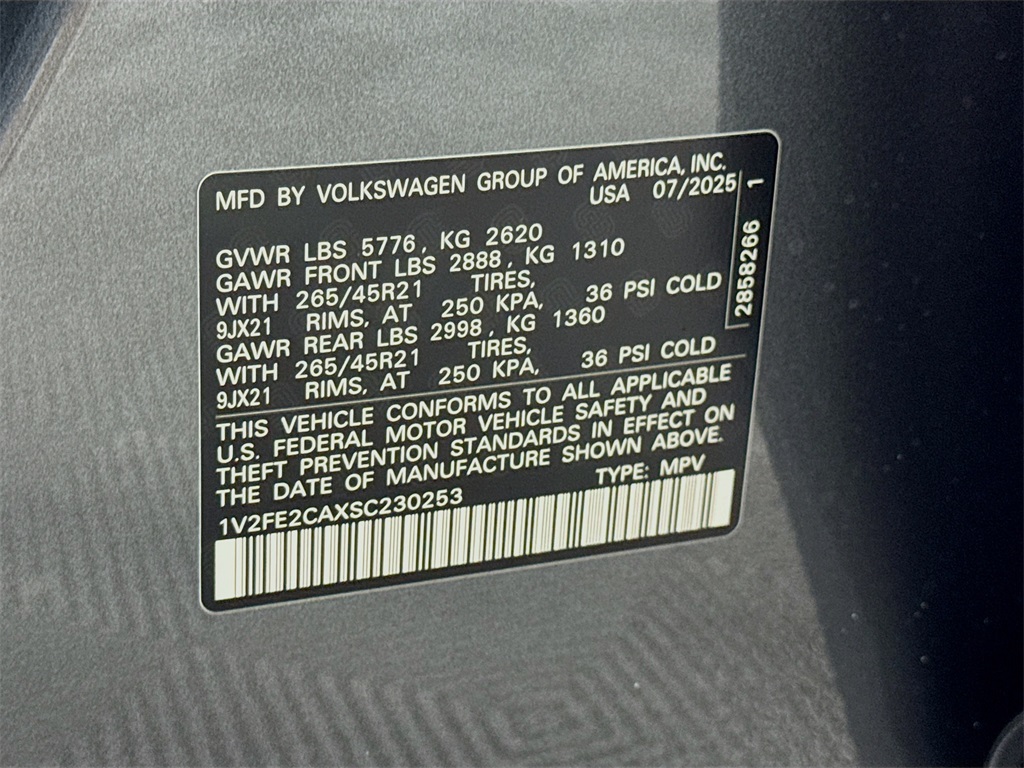 MFD BY VOLKSWAGEN GROUP OF AMERICA, INC.
USA 07/2025
GVWR LBS 5776, KG 2620
GAWR FRONT LBS 2888, KG 1310
WITH 265/45R21 TIRES,
9JX21 RIMS, AT 250 KPA, 36 PSI COLD
GAWR REAR LBS 2998, KG 1360
WITH 265/45R21 TIRES,
9JX21 RIMS, AT 250 KPA, 36 PSI COLD
THIS VEHICLE CONFORMS TO ALL APPLICABLE
U.S. FEDERAL MOTOR VEHICLE SAFETY AND
THEFT PREVENTION STANDARDS IN EFFECT ON
THE DATE OF MANUFACTURE SHOWN ABOVE.
TYPE: MPV
1V2FE2CAXSC230253
2858266 1